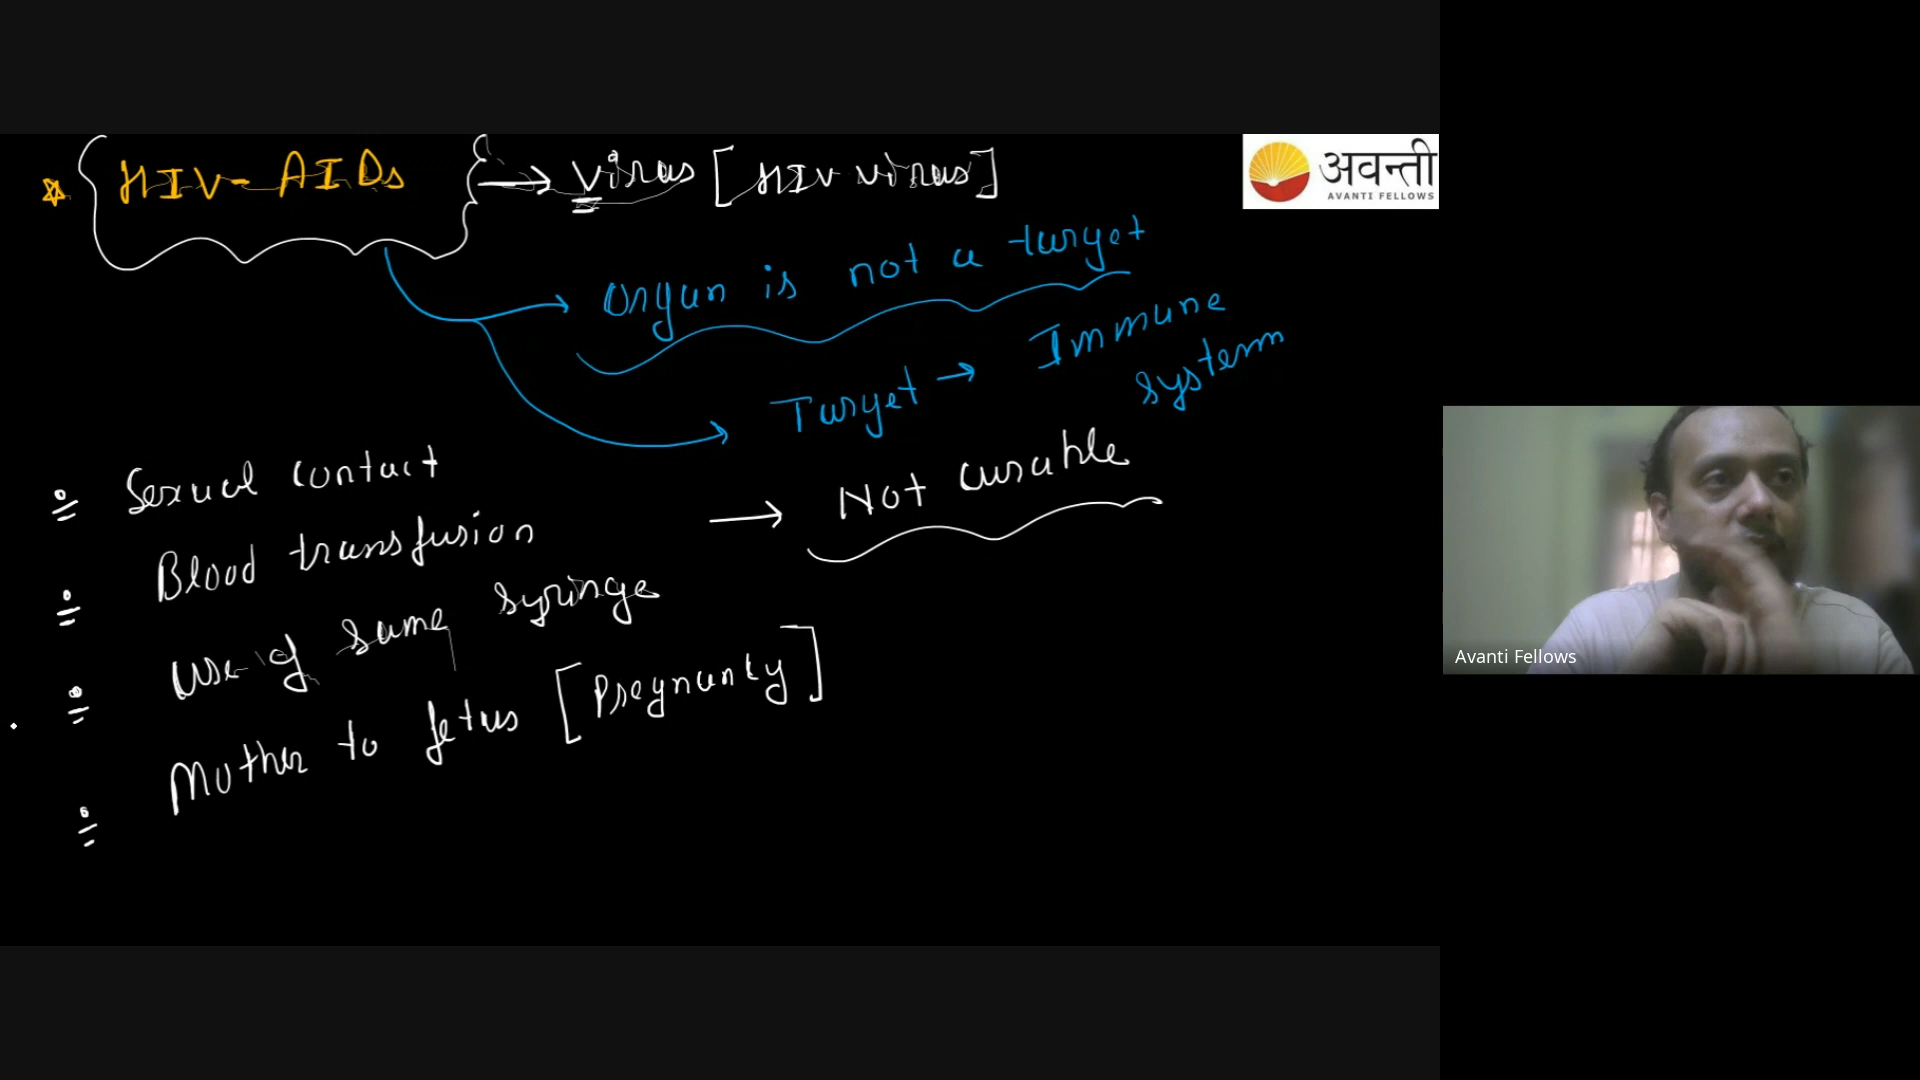 HIV-AIDs → Virus [HIV virus]
अवन्ती
AVANTI FELLOWS
Organ is not a target
Target → Immune
system
Sexual contact
→ Not curable
Blood transfusion
use of same syringe
Mother to fetus [Pregnancy]
Avanti Fellows